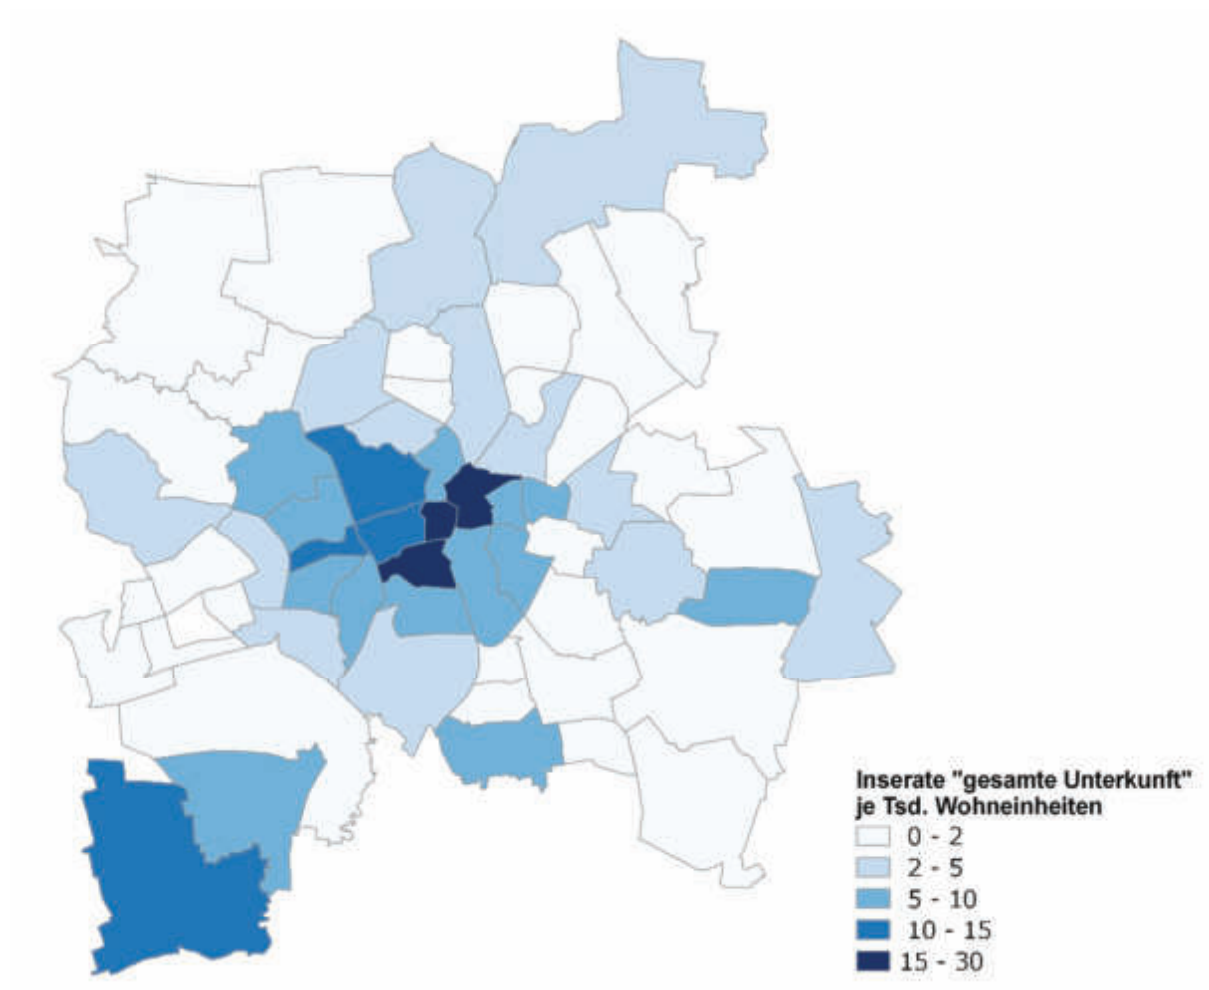 Inserate "gesamte Unterkunft"
je Tsd. Wohneinheiten
0 - 2
2 - 5
5 - 10
10 - 15
15 - 30